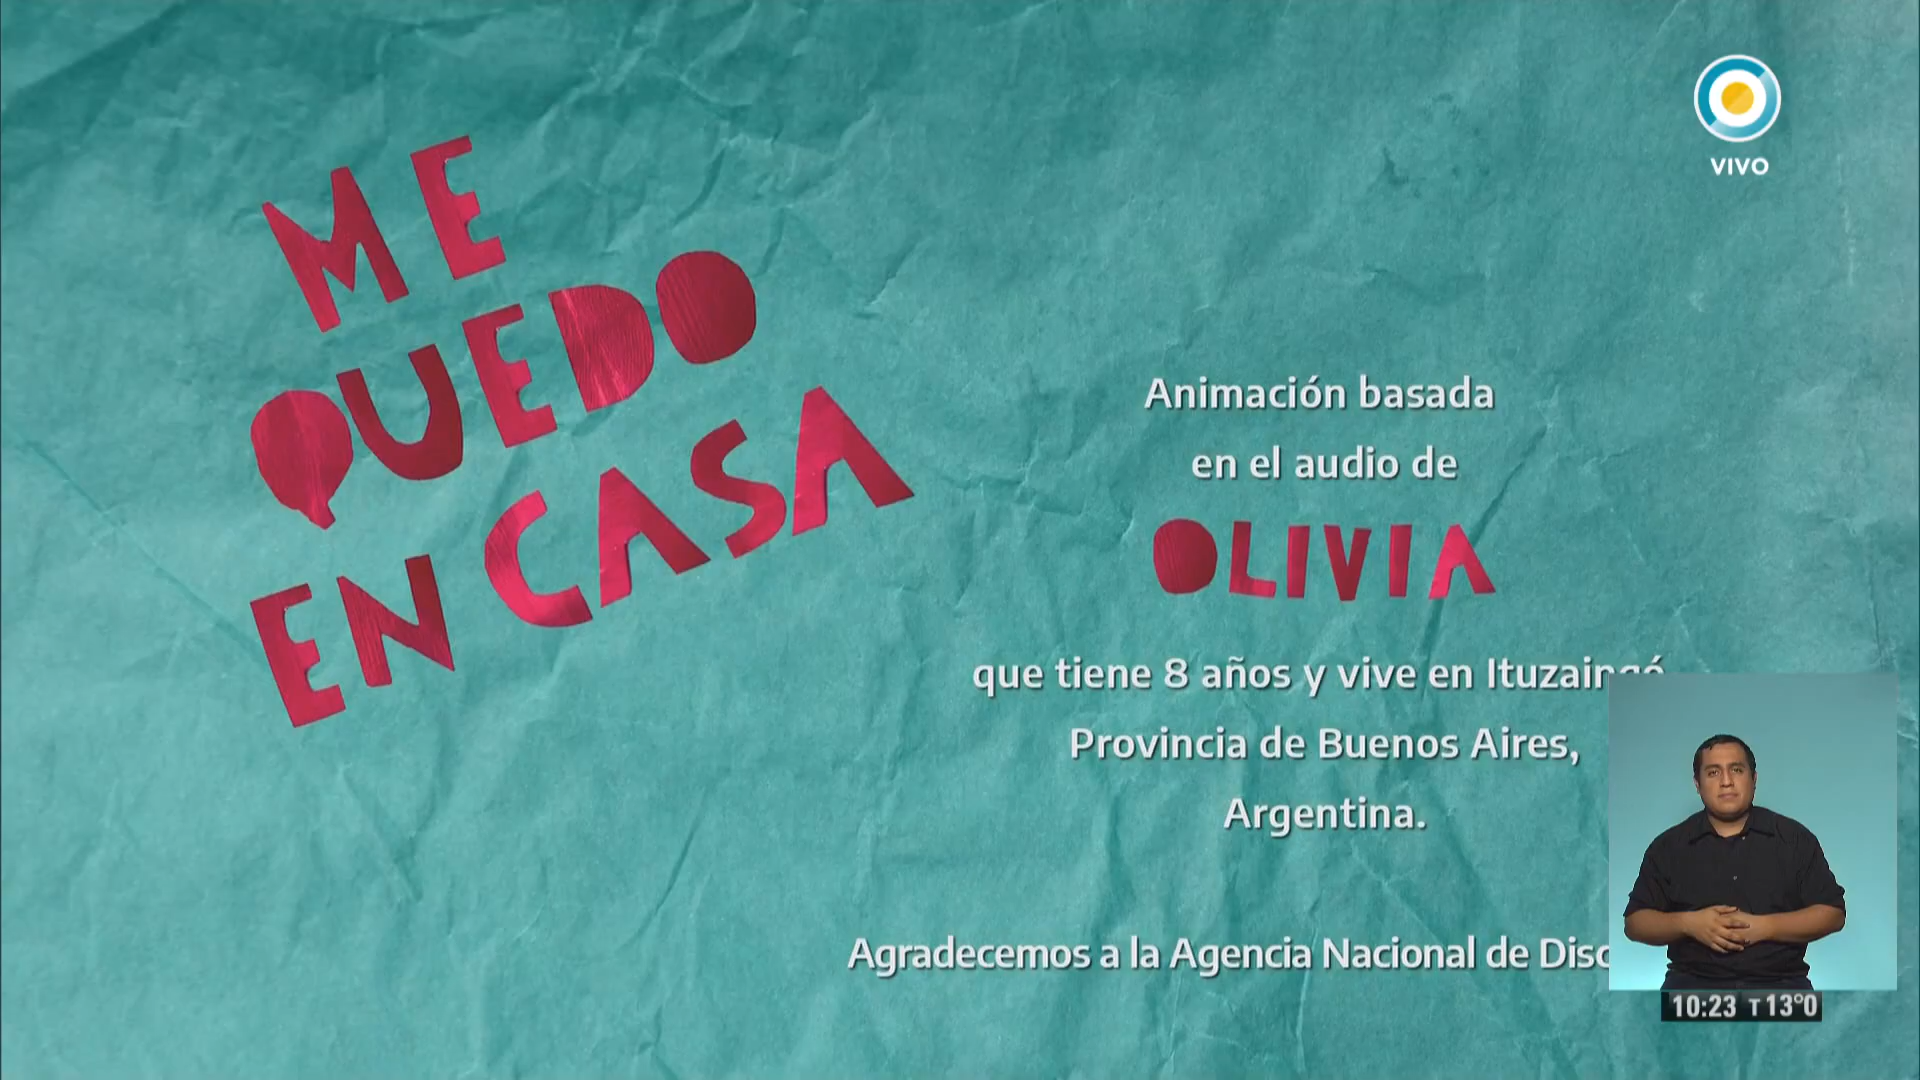 ME
QUEDO
EN CASA
VIVO
Animación basada
en el audio de
OLIVIA
que tiene 8 años y vive en
Provincia de Buenos Aires,
Argentina.
Agradecemos a la Agencia Nacional de
10:23 T 13°0